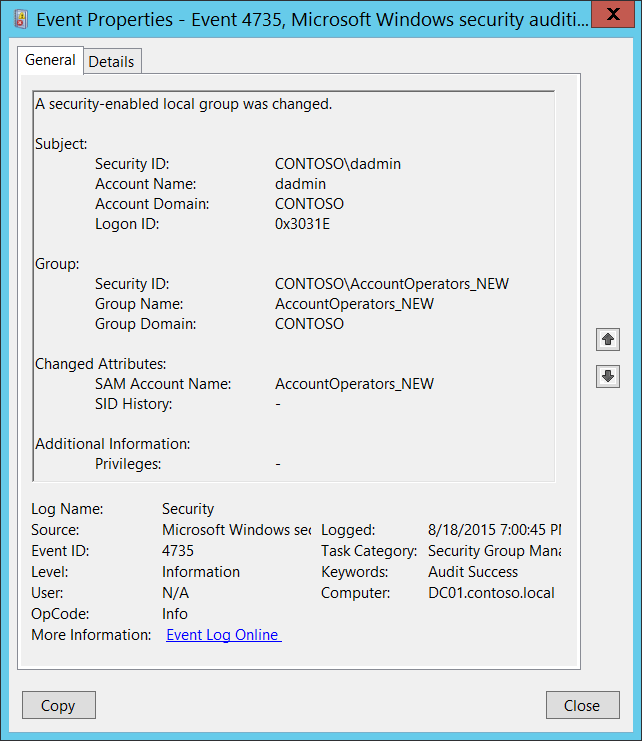 Event Properties - Event 4735, Microsoft Windows security auditi...
X
General Details
A security-enabled local group was changed.
Subject:
Security ID: CONTOSO\dadmin
Account Name: dadmin
Account Domain: CONTOSO
Logon ID: 0x3031E
Group:
Security ID: CONTOSO\AccountOperators_NEW
Group Name: AccountOperators_NEW
Group Domain: CONTOSO
Changed Attributes:
SAM Account Name: AccountOperators_NEW
SID History: -
Additional Information:
Privileges: -
Log Name: Security
Source: Microsoft Windows sec Logged: 8/18/2015 7:00:45 PM
Event ID: 4735 Task Category: Security Group Mana
Level: Information Keywords: Audit Success
User: N/A Computer: DC01.contoso.local
OpCode: Info
More Information: Event Log Online
Copy Close